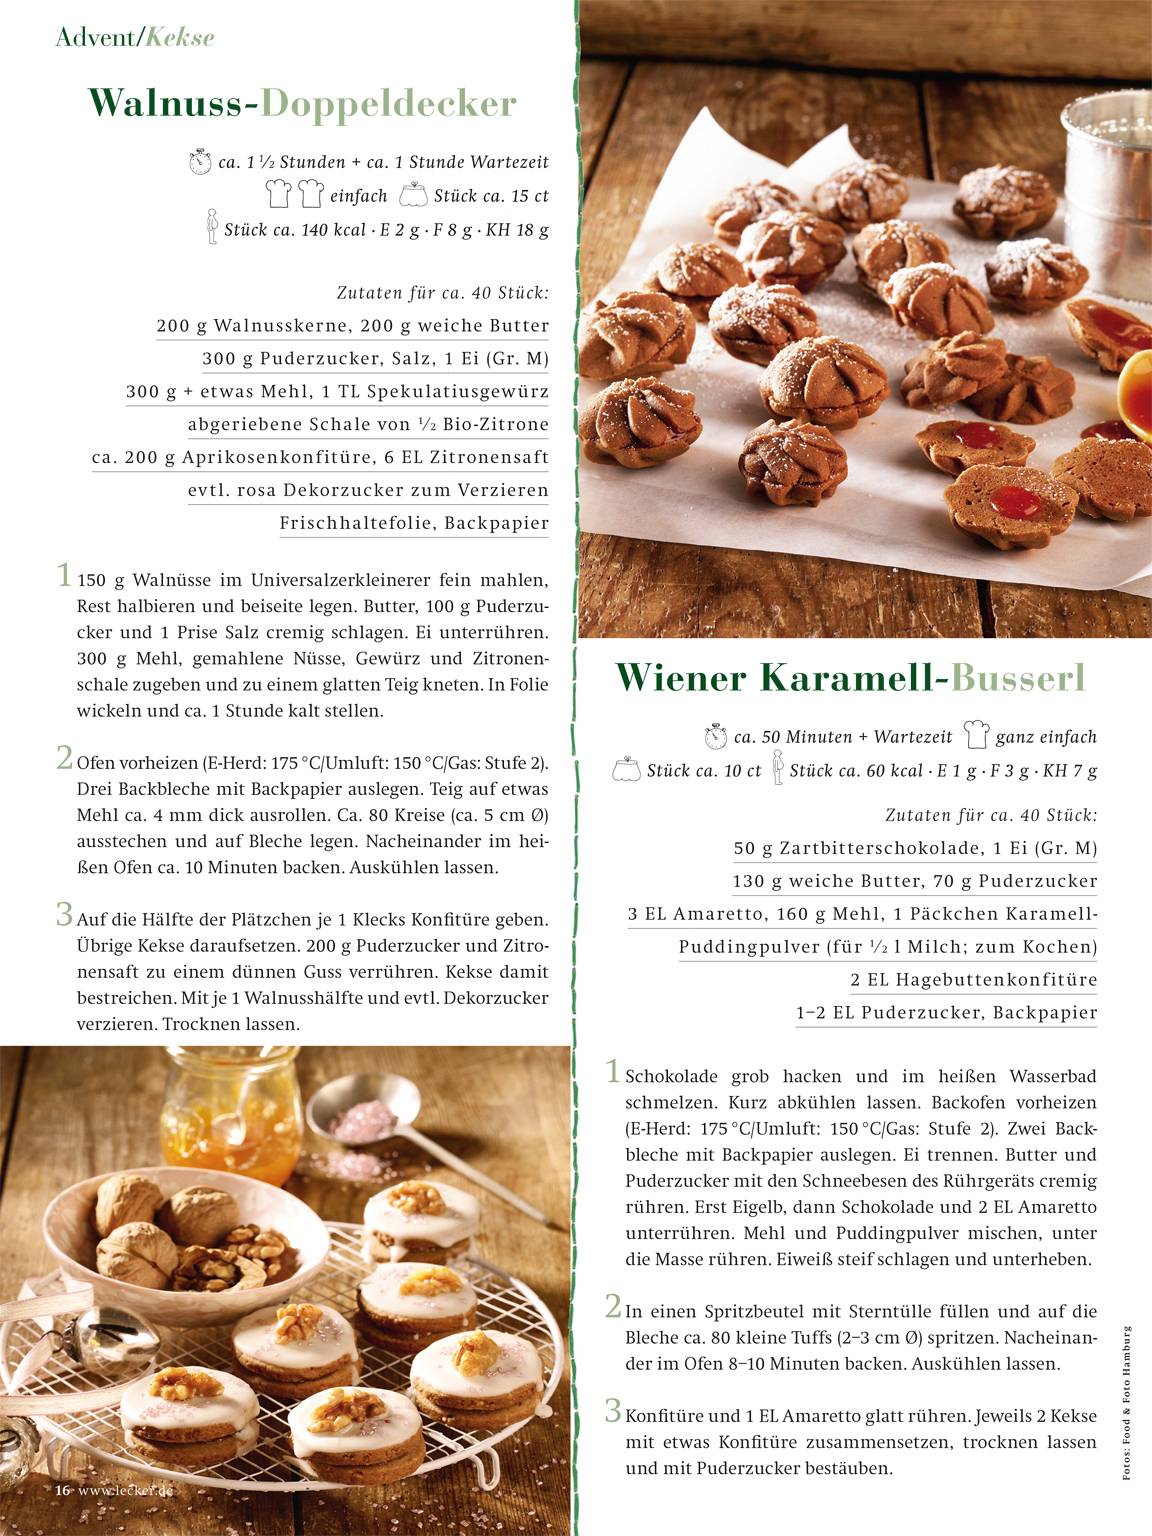 Advent/Kekse
Walnuss-Doppeldecker
ca. 1 ½ Stunden + ca. 1 Stunde Wartezeit
einfach Stück ca. 15 ct
Stück ca. 140 kcal · E 2 g · F 8 g · KH 18 g
Zutaten für ca. 40 Stück:
200 g Walnusskerne, 200 g weiche Butter
300 g Puderzucker, Salz, 1 Ei (Gr. M)
300 g + etwas Mehl, 1 TL Spekulatiusgewürz
abgeriebene Schale von ½ Bio-Zitrone
ca. 200 g Aprikosenkonfitüre, 6 EL Zitronensaft
evtl. rosa Dekorzucker zum Verzieren
Frischhaltefolie, Backpapier
1 150 g Walnüsse im Universalzerkleinerer fein mahlen,
Rest halbieren und beiseite legen. Butter, 100 g Puderzu-
cker und 1 Prise Salz cremig schlagen. Ei unterrühren.
300 g Mehl, gemahlene Nüsse, Gewürz und Zitronen-
schale zugeben und zu einem glatten Teig kneten. In Folie
wickeln und ca. 1 Stunde kalt stellen.
2 Ofen vorheizen (E-Herd: 175 °C/Umluft: 150 °C/Gas: Stufe 2).
Drei Backbleche mit Backpapier auslegen. Teig auf etwas
Mehl ca. 4 mm dick ausrollen. Ca. 80 Kreise (ca. 5 cm Ø)
ausstechen und auf Bleche legen. Nacheinander im hei-
ßen Ofen ca. 10 Minuten backen. Auskühlen lassen.
3 Auf die Hälfte der Plätzchen je 1 Klecks Konfitüre geben.
Übrige Kekse daraufsetzen. 200 g Puderzucker und Zitro-
nensaft zu einem dünnen Guss verrühren. Kekse damit
bestreichen. Mit je 1 Walnusshälfte und evtl. Dekorzucker
verzieren. Trocknen lassen.
16 www.lecker.de
Wiener Karamell-Busserl
ca. 50 Minuten + Wartezeit ganz einfach
Stück ca. 10 ct Stück ca. 60 kcal · E 1 g · F 3 g · KH 7 g
Zutaten für ca. 40 Stück:
50 g Zartbitterschokolade, 1 Ei (Gr. M)
130 g weiche Butter, 70 g Puderzucker
3 EL Amaretto, 160 g Mehl, 1 Päckchen Karamell-
Puddingpulver (für ½ l Milch; zum Kochen)
2 EL Hagebuttenkonfitüre
1–2 EL Puderzucker, Backpapier
1 Schokolade grob hacken und im heißen Wasserbad
schmelzen. Kurz abkühlen lassen. Backofen vorheizen
(E-Herd: 175 °C/Umluft: 150 °C/Gas: Stufe 2). Zwei Back-
bleche mit Backpapier auslegen. Ei trennen. Butter und
Puderzucker mit den Schneebesen des Rührgeräts cremig
rühren. Erst Eigelb, dann Schokolade und 2 EL Amaretto
unterrühren. Mehl und Puddingpulver mischen, unter
die Masse rühren. Eiweiß steif schlagen und unterheben.
2 In einen Spritzbeutel mit Sterntülle füllen und auf die
Bleche ca. 80 kleine Tuffs (2–3 cm Ø) spritzen. Nacheinan-
der im Ofen 8–10 Minuten backen. Auskühlen lassen.
3 Konfitüre und 1 EL Amaretto glatt rühren. Jeweils 2 Kekse
mit etwas Konfitüre zusammensetzen, trocknen lassen
und mit Puderzucker bestäuben.
Fotos: Food & Foto Hamburg